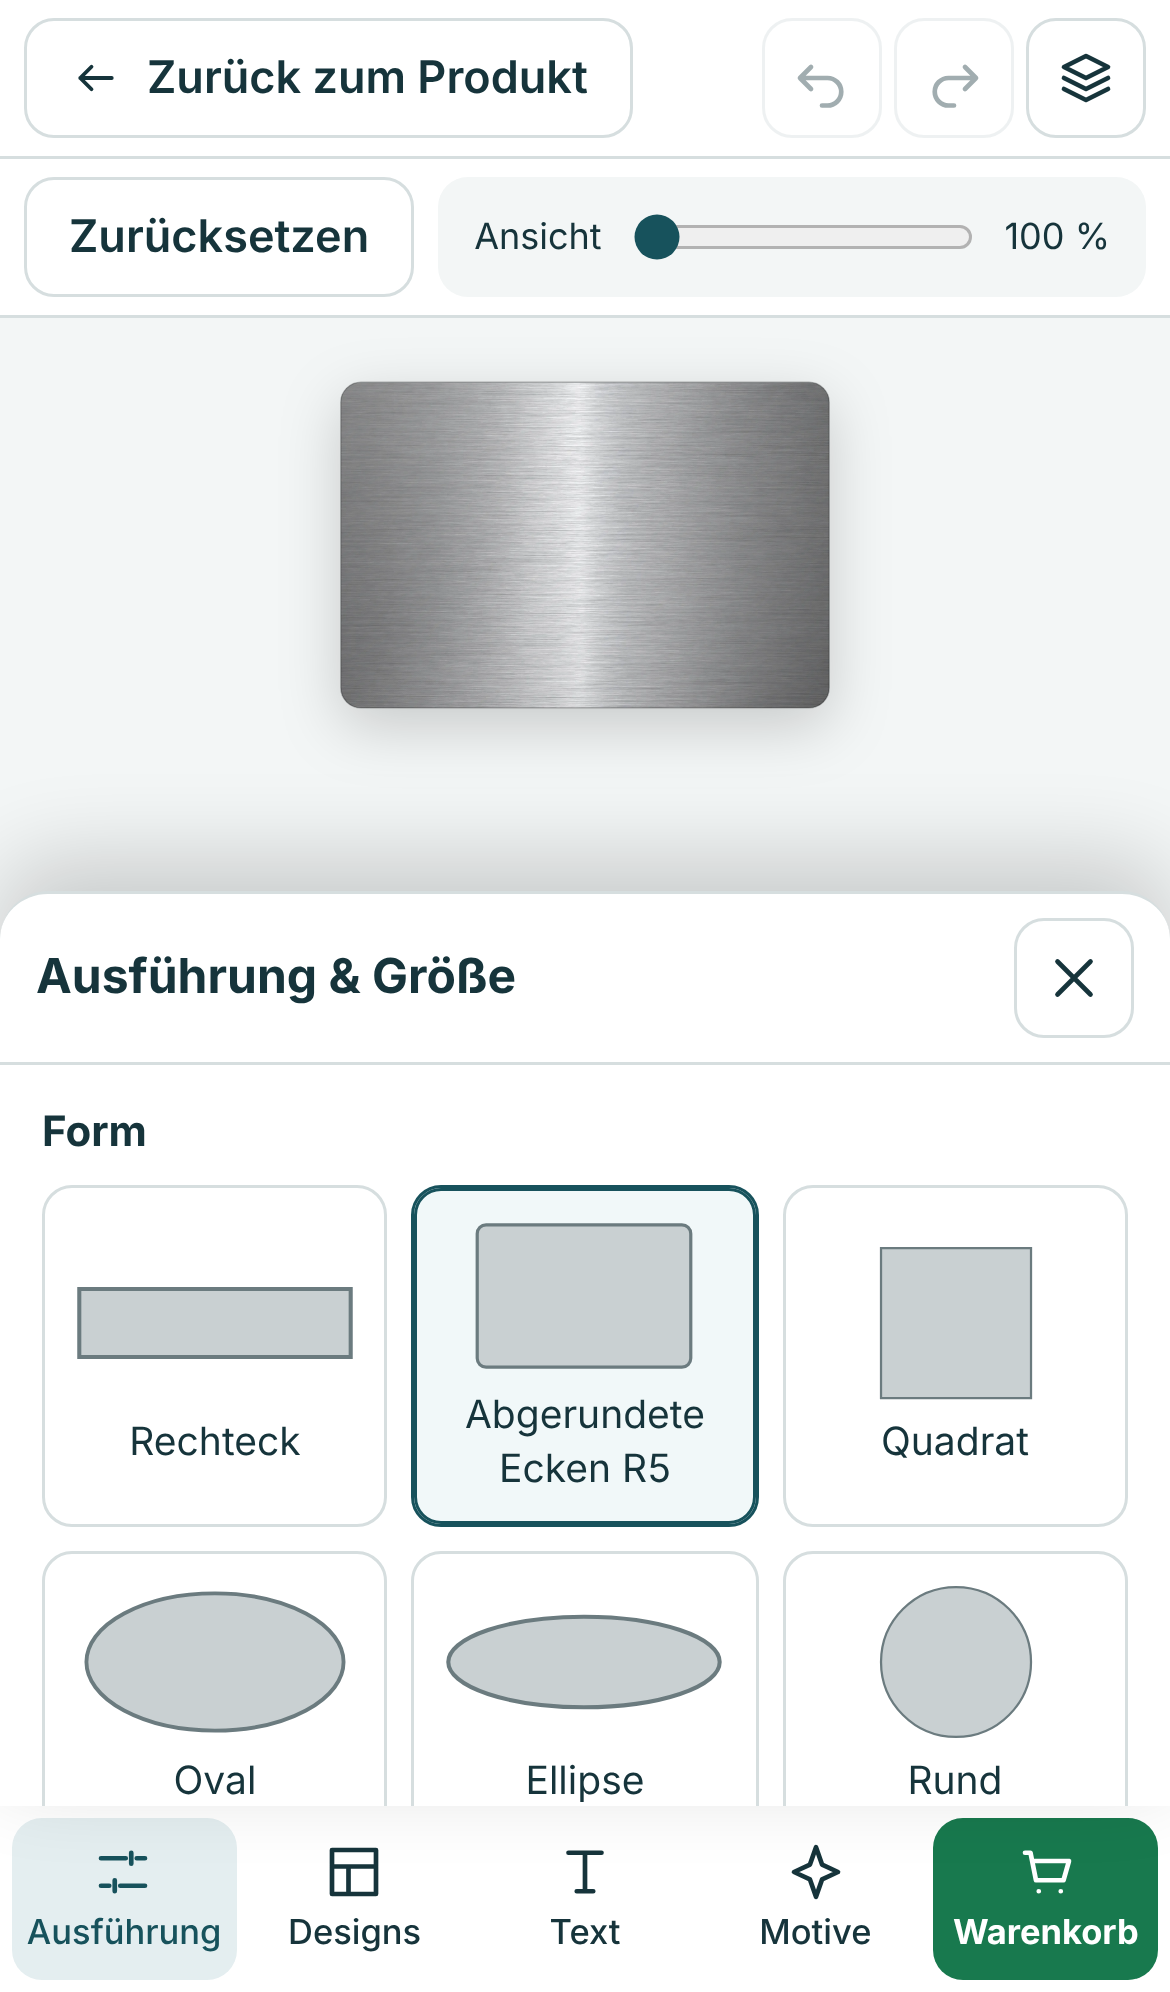 Zurück zum Produkt
Zurücksetzen
Ansicht
100 %
Ausführung & Größe
Form
Rechteck
Abgerundete
Ecken R5
Quadrat
Oval
Ellipse
Rund
Ausführung
Designs
Text
Motive
Warenkorb